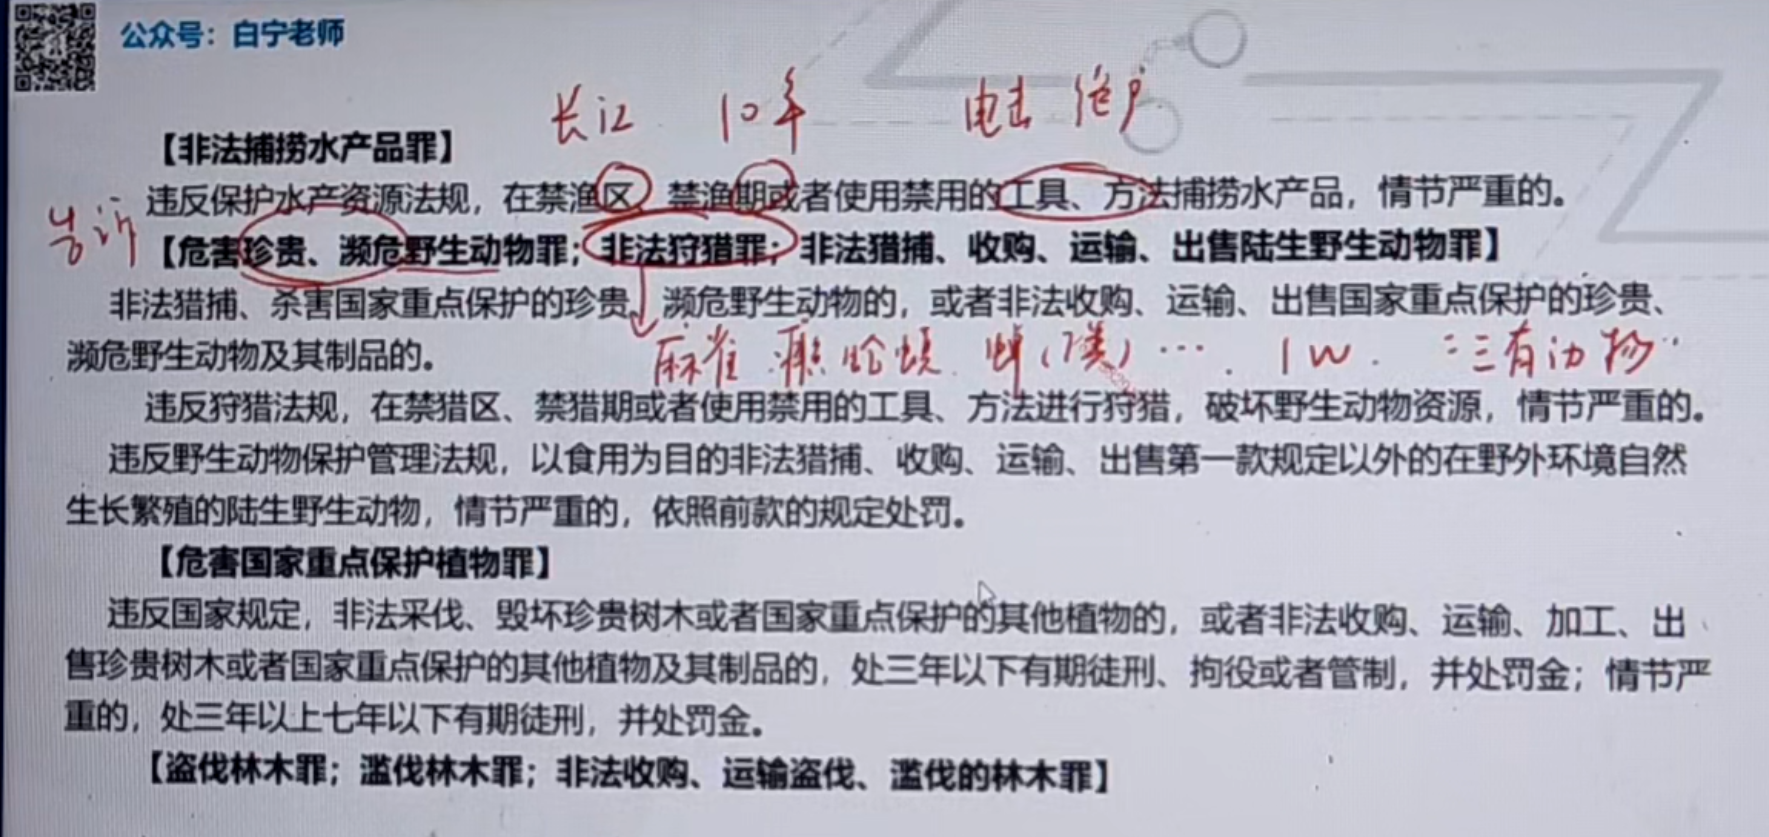 公众号：白宁老师
长江 10年 电击 绝户
【非法捕捞水产品罪】
违反保护水产资源法规，在禁渔区、禁渔期或者使用禁用的工具、方法捕捞水产品，情节严重的。
【危害珍贵、濒危野生动物罪；非法狩猎罪；非法猎捕、收购、运输、出售陆生野生动物罪】
非法猎捕、杀害国家重点保护的珍贵、濒危野生动物的，或者非法收购、运输、出售国家重点保护的珍贵、
濒危野生动物及其制品的。
麻雀 癞蛤蟆 … 1W. "三有动物"
违反狩猎法规，在禁猎区、禁猎期或者使用禁用的工具、方法进行狩猎，破坏野生动物资源，情节严重的。
违反野生动物保护管理法规，以食用为目的非法猎捕、收购、运输、出售第一款规定以外的在野外环境自然
生长繁殖的陆生野生动物，情节严重的，依照前款的规定处罚。
【危害国家重点保护植物罪】
违反国家规定，非法采伐、毁坏珍贵树木或者国家重点保护的其他植物的，或者非法收购、运输、加工、出
售珍贵树木或者国家重点保护的其他植物及其制品的，处三年以下有期徒刑、拘役或者管制，并处罚金；情节严
重的，处三年以上七年以下有期徒刑，并处罚金。
【盗伐林木罪；滥伐林木罪；非法收购、运输盗伐、滥伐的林木罪】